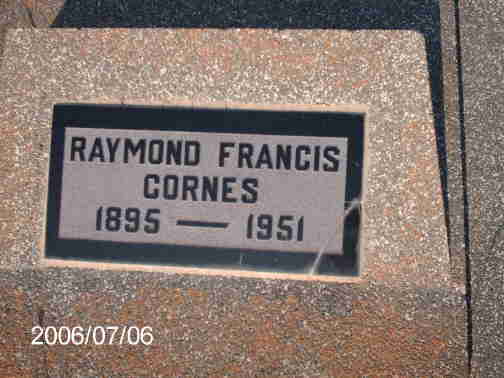 RAYMOND FRANCIS
CORNES
1895 — 1951
2006/07/06